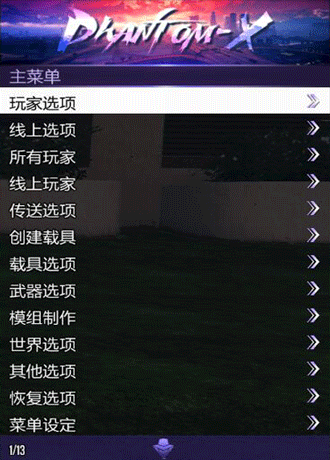 PHANTOM-X
主菜单
玩家选项
线上选项
所有玩家
线上玩家
传送选项
创建载具
载具选项
武器选项
模组制作
世界选项
其他选项
恢复选项
菜单设定
1/13